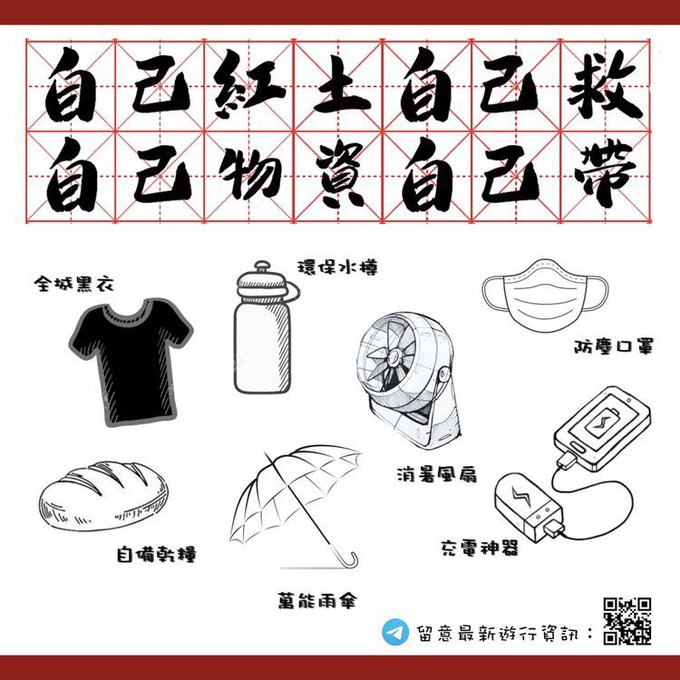 自己紅土自己救
自己物資自己帶
全城黑衣
環保水樽
防塵口罩
消暑風扇
自備乾糧
萬能雨傘
充電神器
留意最新遊行資訊：